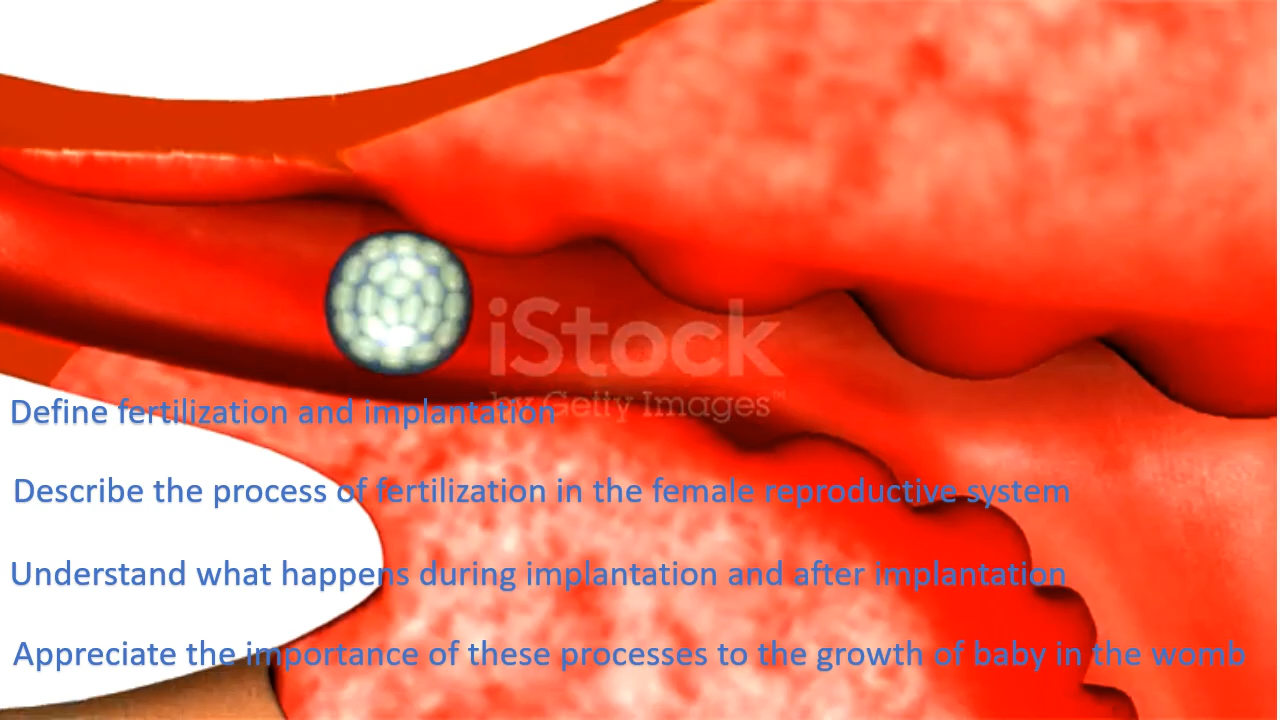 iStock
by Getty Images™
Define fertilization and implantation
Describe the process of fertilization in the female reproductive system
Understand what happens during implantation and after implantation
Appreciate the importance of these processes to the growth of baby in the womb